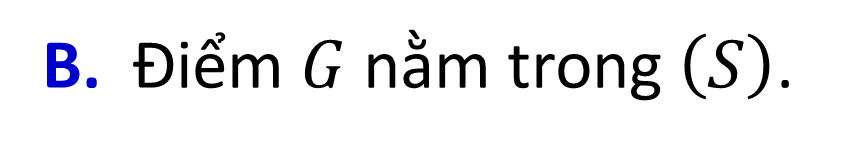 B. Điểm G nằm trong (S).